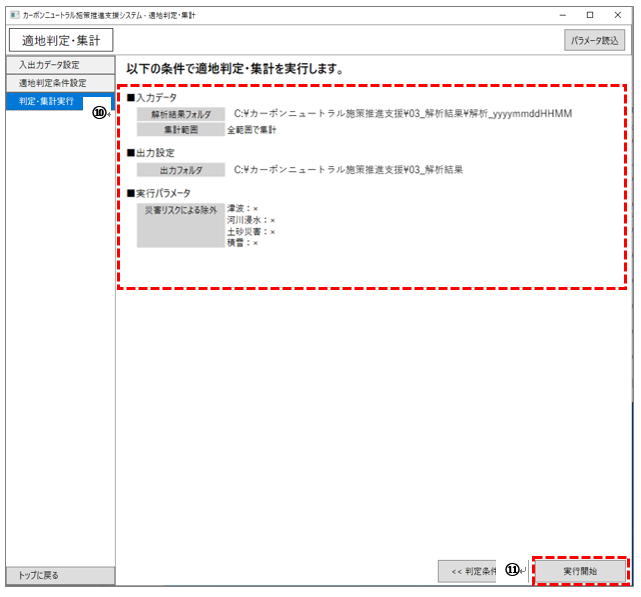 カーボンニュートラル施策推進支援システム - 適地判定・集計
適地判定・集計
パラメータ読込
入出力データ設定
適地判定条件設定
判定・集計実行
⑩
以下の条件で適地判定・集計を実行します。
■入力データ
解析結果フォルダ C:¥カーボンニュートラル施策推進支援¥03_解析結果¥解析_yyyymmddHHMM
集計範囲 全範囲で集計
■出力設定
出力フォルダ C:¥カーボンニュートラル施策推進支援¥03_解析結果
■実行パラメータ
災害リスクによる除外 津波：×
河川浸水：×
土砂災害：×
積雪：×
トップに戻る
<< 判定条件
⑪
実行開始